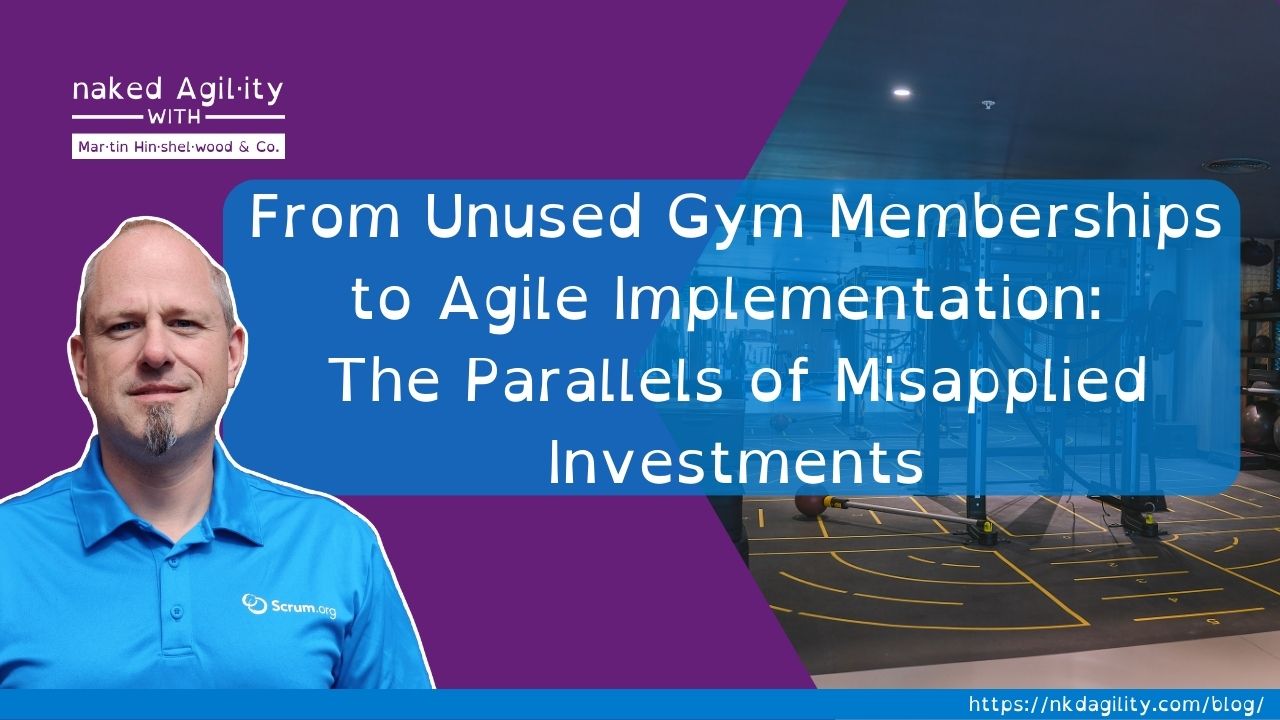 naked Agil·ity
WITH
Mar·tin Hin·shel·wood & Co.
From Unused Gym Memberships
to Agile Implementation:
The Parallels of Misapplied
Investments
Scrum.org
https://nkdagility.com/blog/